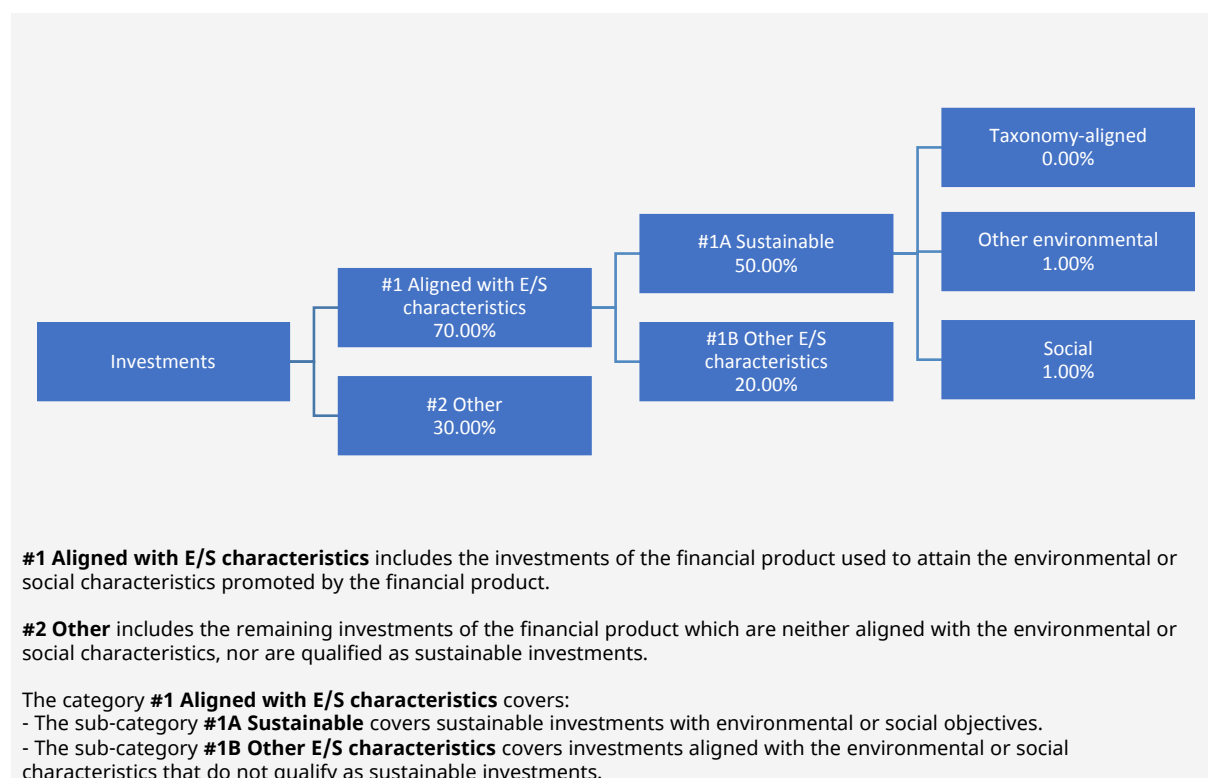 Taxonomy-aligned
0.00%
#1A Sustainable
50.00%
Other environmental
1.00%
#1 Aligned with E/S
characteristics
70.00%
Investments
#1B Other E/S
characteristics
20.00%
Social
1.00%
#2 Other
30.00%
#1 Aligned with E/S characteristics includes the investments of the financial product used to attain the environmental or
social characteristics promoted by the financial product.
#2 Other includes the remaining investments of the financial product which are neither aligned with the environmental or
social characteristics, nor are qualified as sustainable investments.
The category #1 Aligned with E/S characteristics covers:
- The sub-category #1A Sustainable covers sustainable investments with environmental or social objectives.
- The sub-category #1B Other E/S characteristics covers investments aligned with the environmental or social
characteristics that do not qualify as sustainable investments.